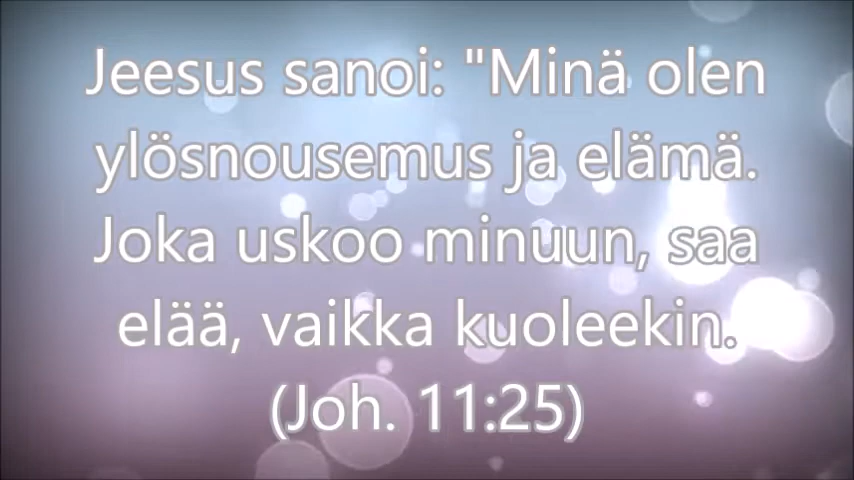 Jeesus sanoi: "Minä olen
ylösnousemus ja elämä.
Joka uskoo minuun, saa
elää, vaikka kuoleekin.
(Joh. 11:25)